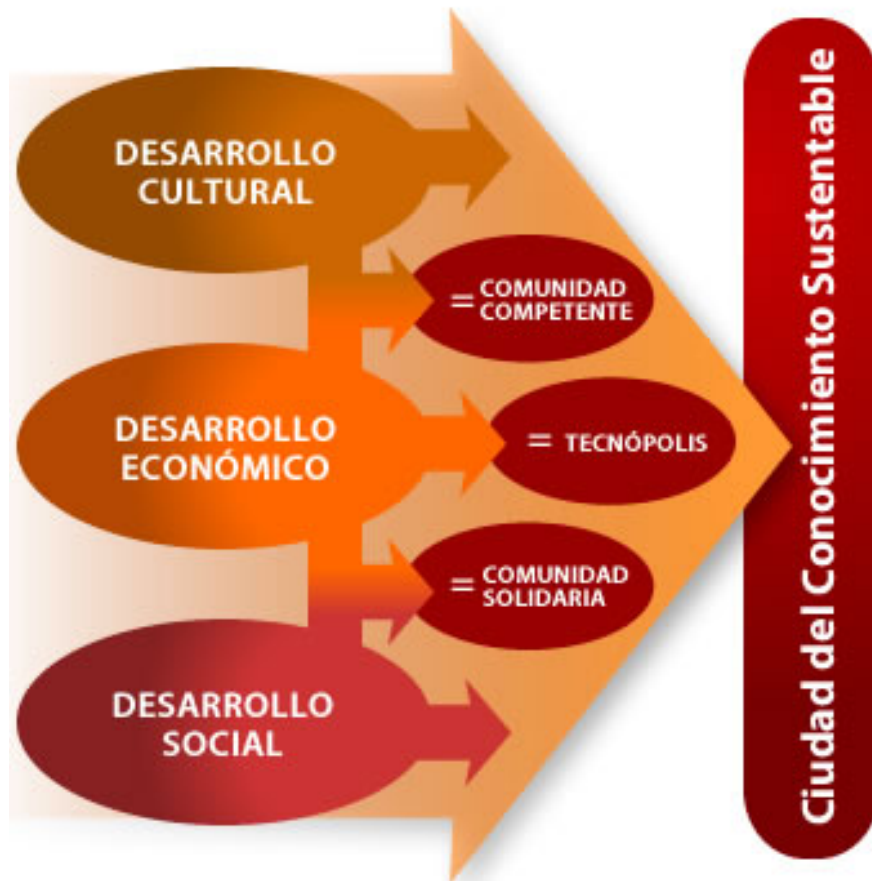 DESARROLLO
CULTURAL
= COMUNIDAD
COMPETENTE
DESARROLLO
ECONÓMICO
= TECNÓPOLIS
= COMUNIDAD
SOLIDARIA
DESARROLLO
SOCIAL
Ciudad del Conocimiento Sustentable